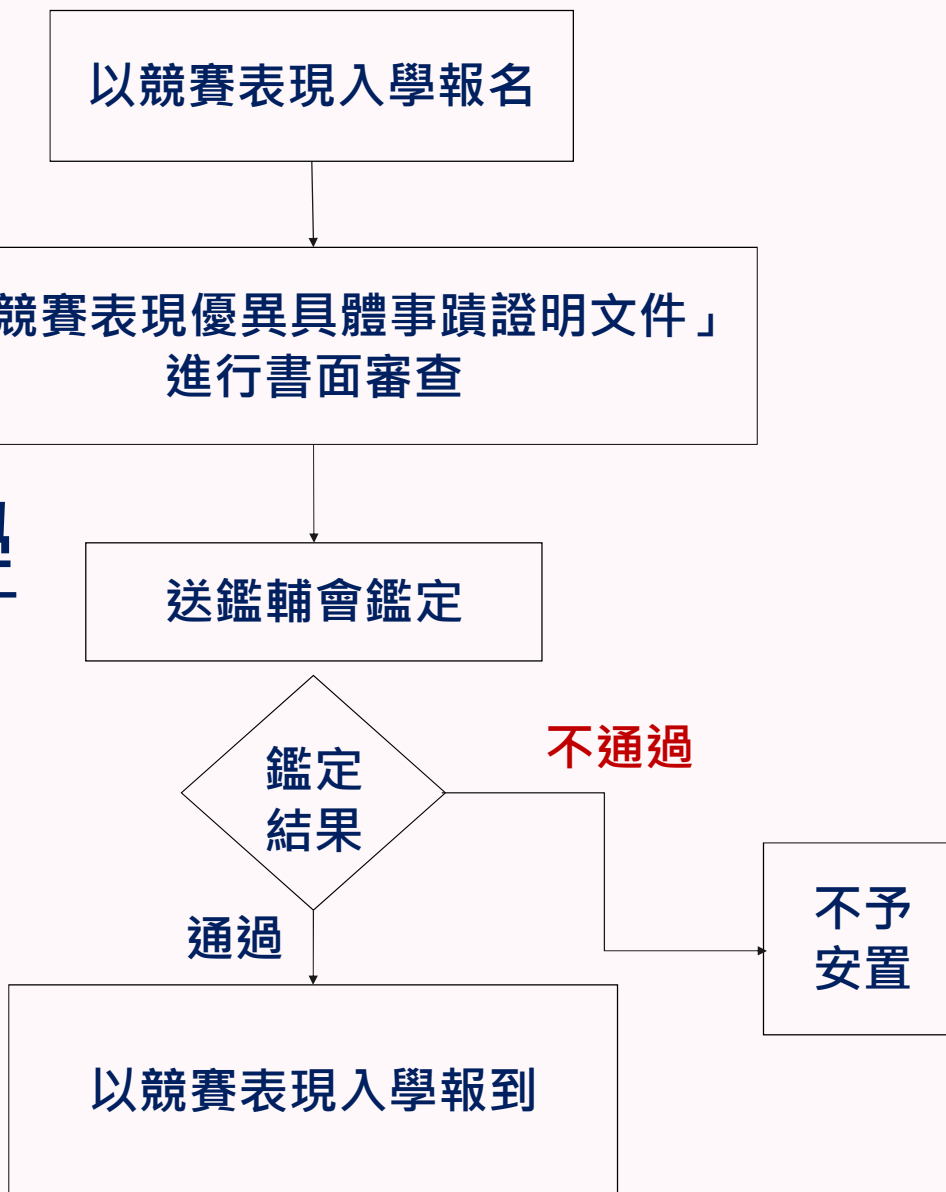 以競賽表現入學報名
競賽表現優異具體事蹟證明文件」
進行書面審查
送鑑輔會鑑定
鑑定
結果
不通過
通過
不予
安置
以競賽表現入學報到